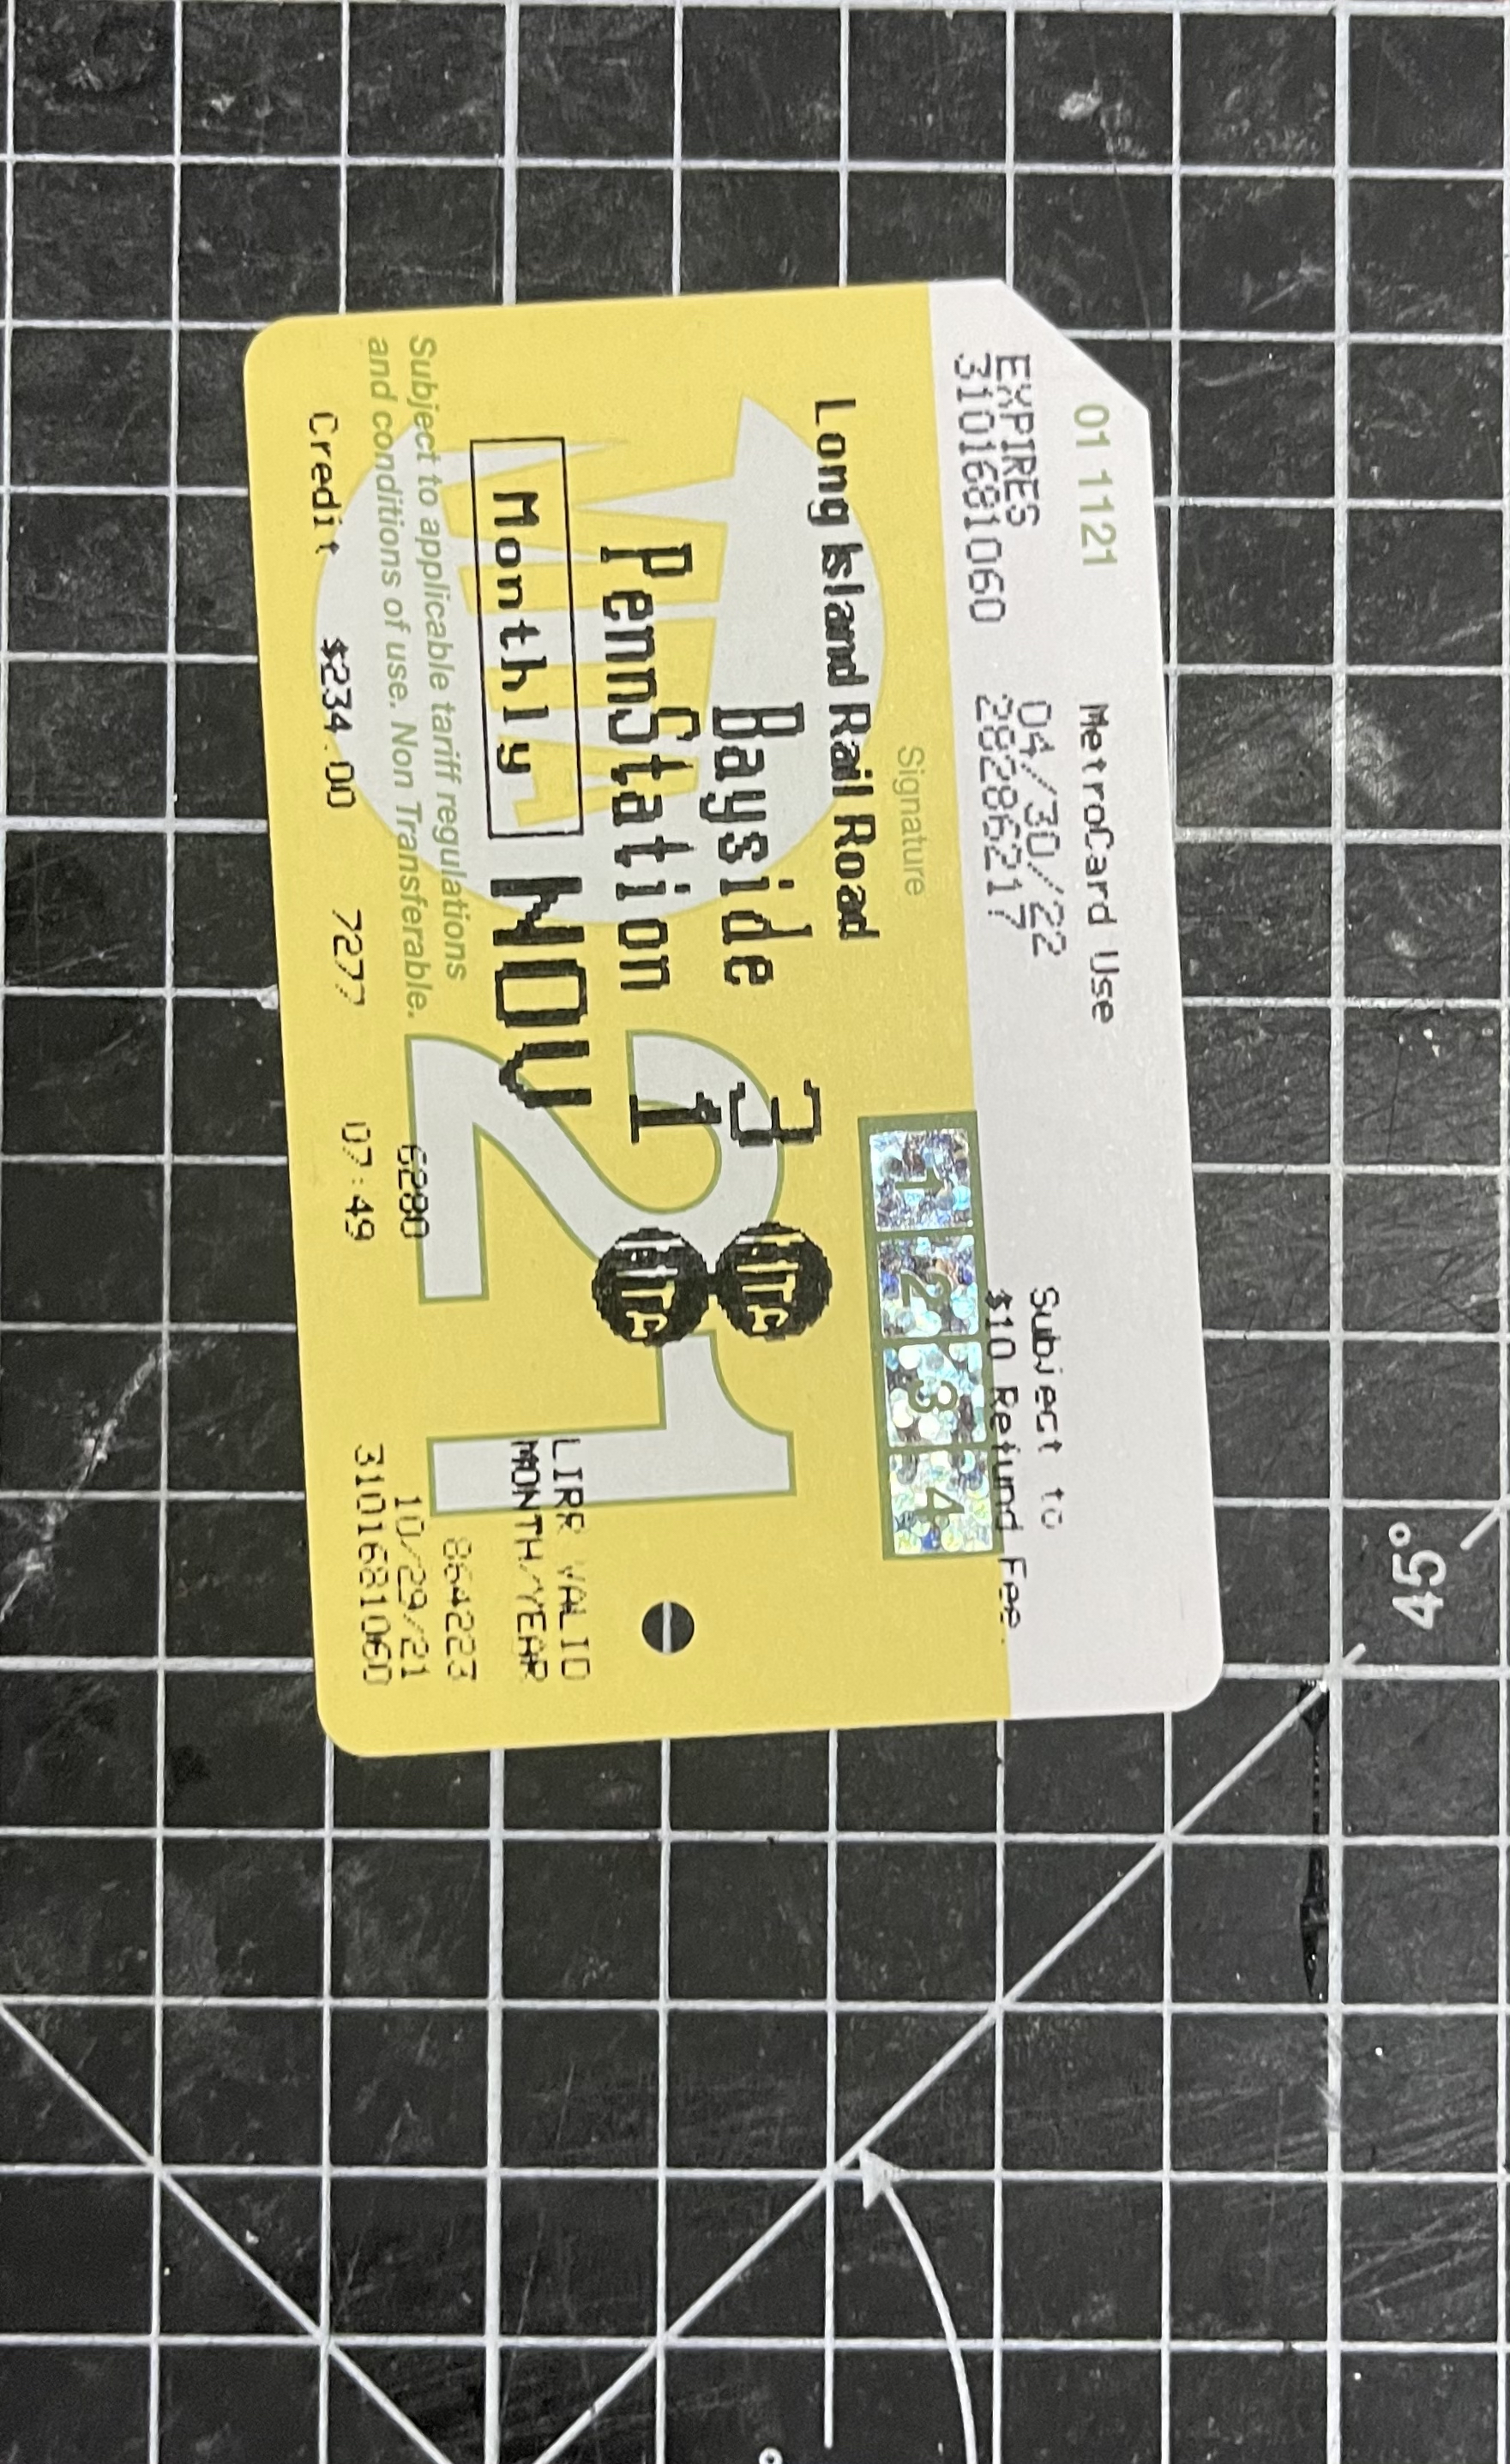 01 1121 MetroCard Use
EXPIRES 04/30/22 Subject to
3101681060 28286217 $10 Refund Fee.
Signature
1 2 3 4
Long Island Rail Road
Bayside 3
PennStation 1
Monthly NOV
21
MTA
LIRR VALID
MONTH/YEAR
Subject to applicable tariff regulations
and conditions of use. Non Transferable.
864223
6280 10/29/21
Credit $234.00 7277 07:49 3101681060
45°